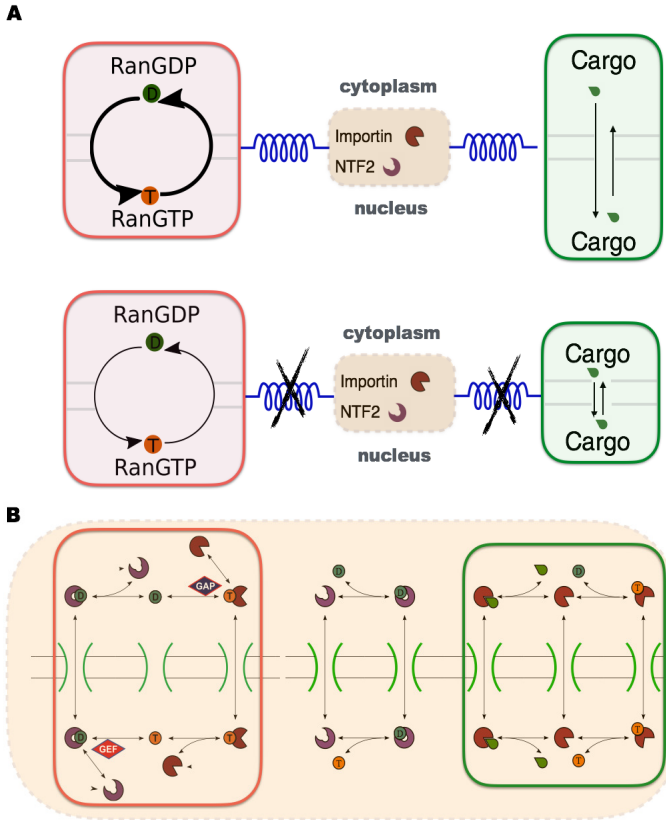 A
RanGDP
D
T
RanGTP
cytoplasm
Importin
NTF2
nucleus
Cargo
Cargo
RanGDP
D
T
RanGTP
cytoplasm
Importin
NTF2
nucleus
Cargo
Cargo
B
D D GAP T
D D
D T
D GEF T T
D T
T T